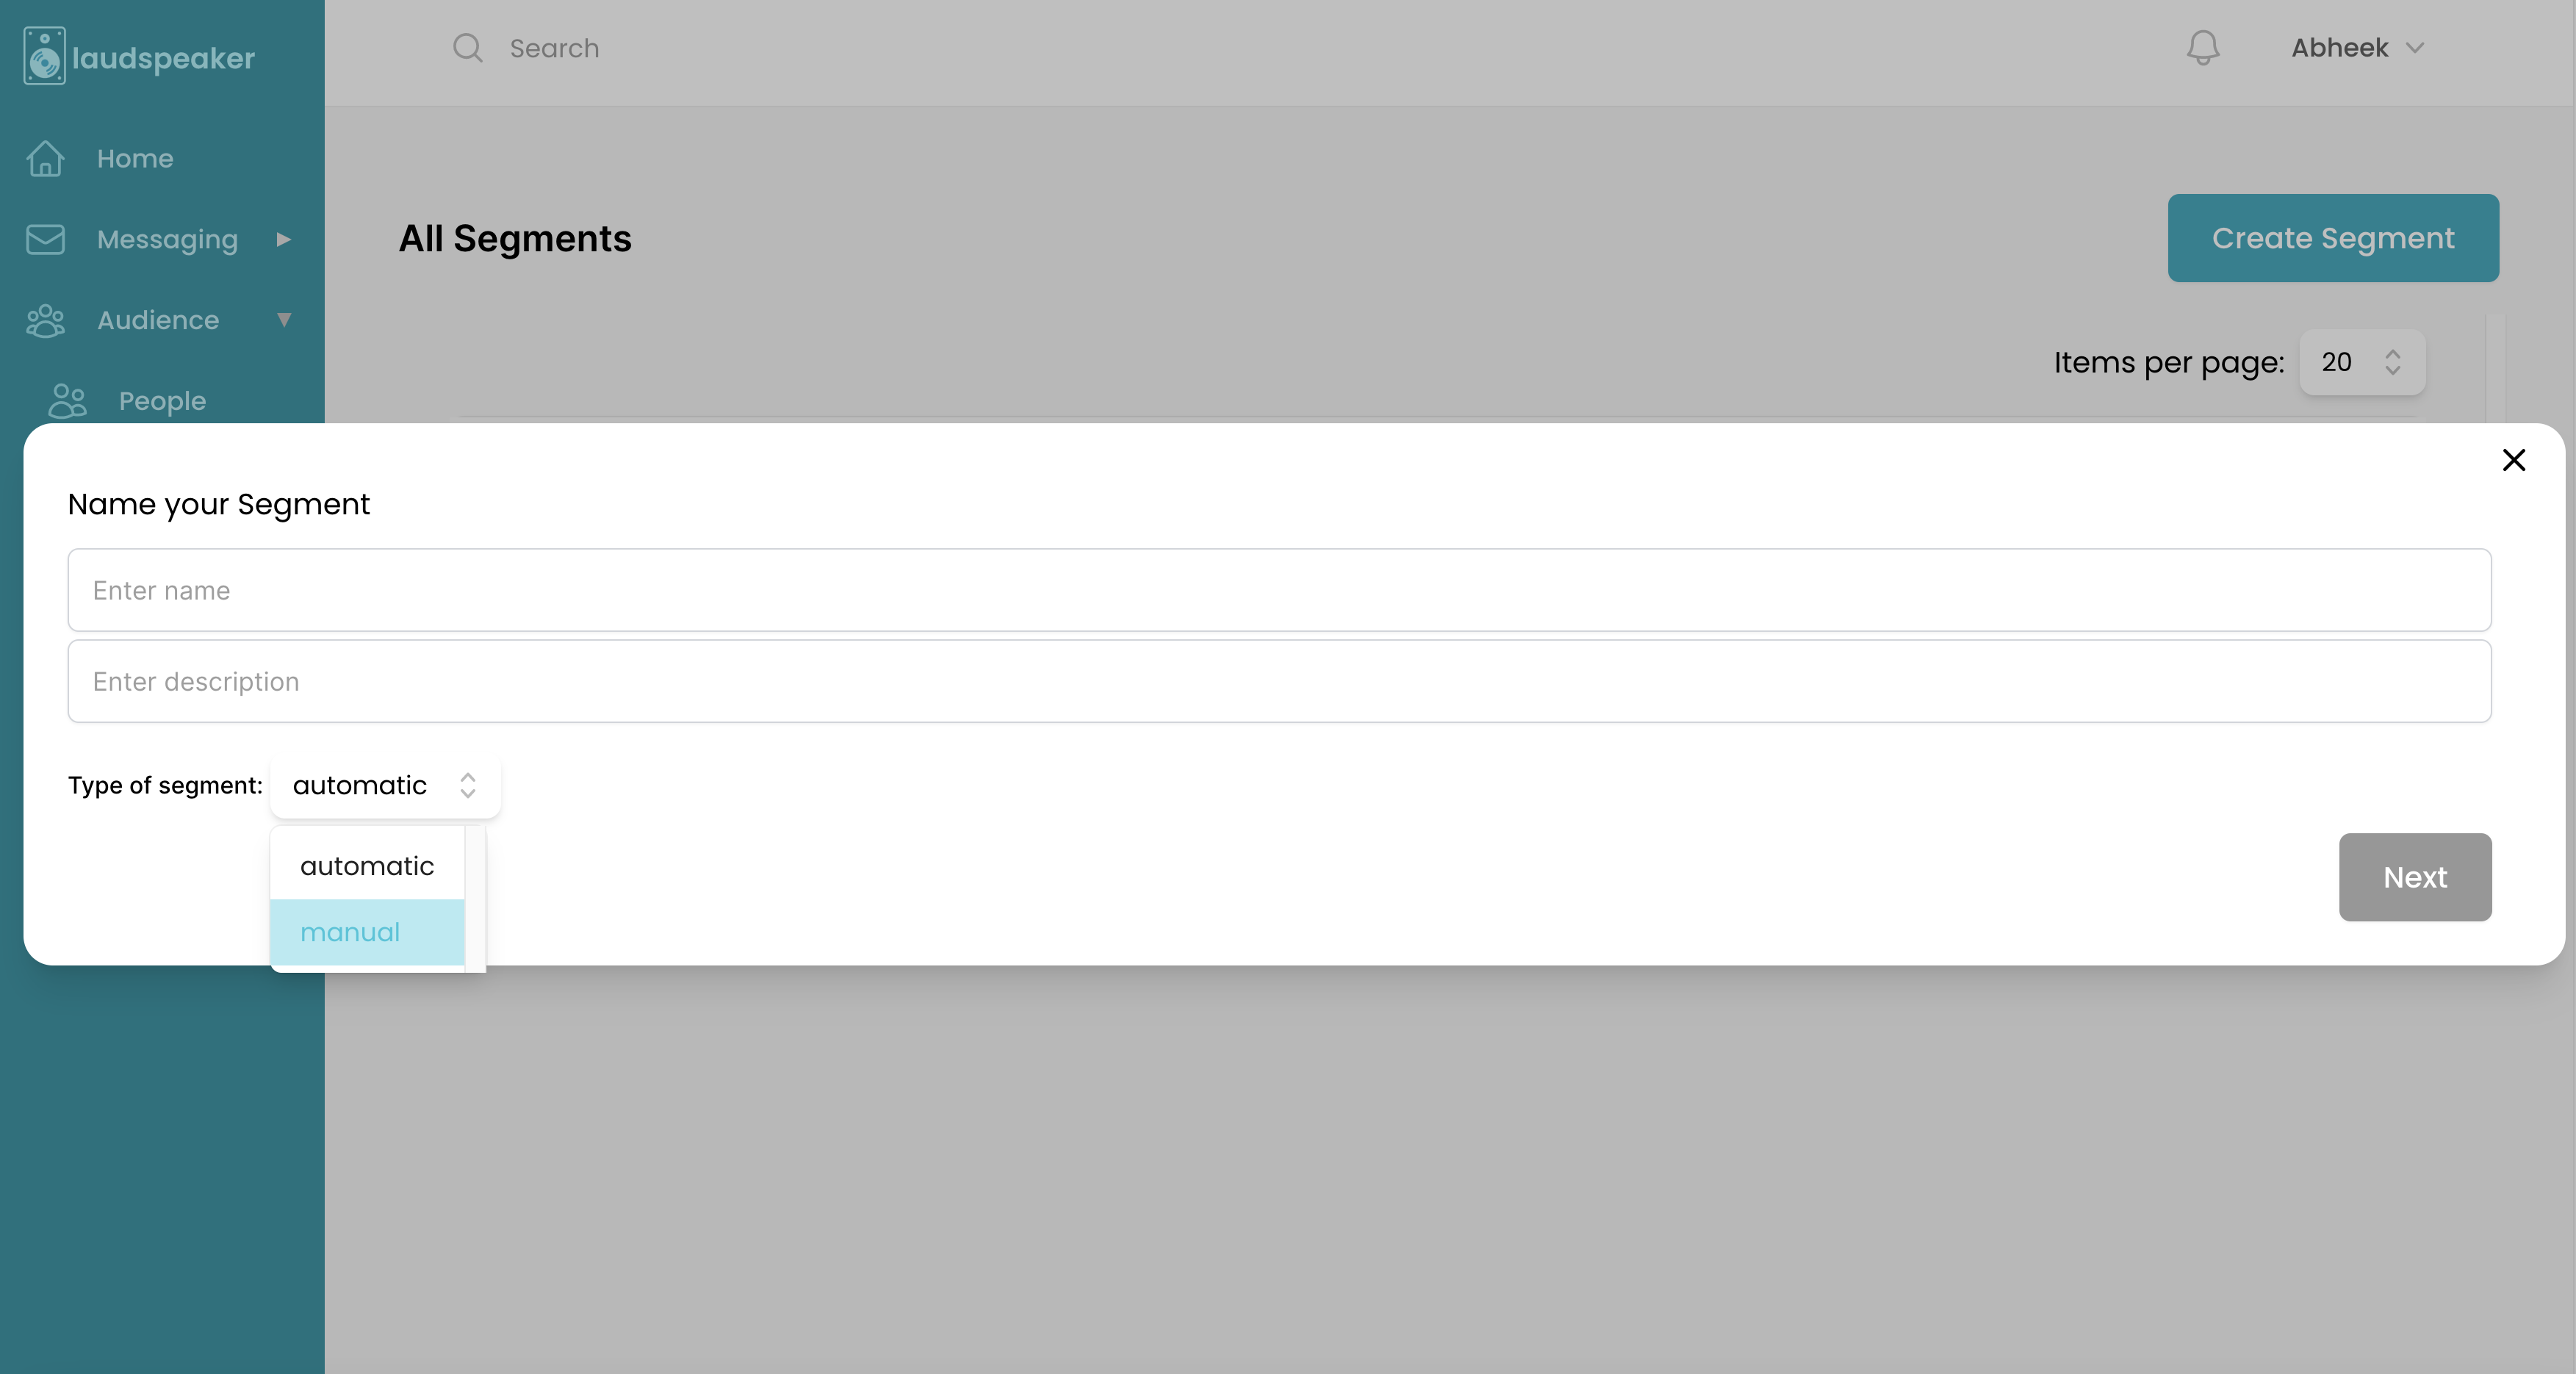 laudspeaker
Search
Abheek
Home
Messaging
Audience
People
All Segments
Create Segment
Items per page: 20
Name your Segment
Enter name
Enter description
Type of segment: automatic
automatic
manual
Next